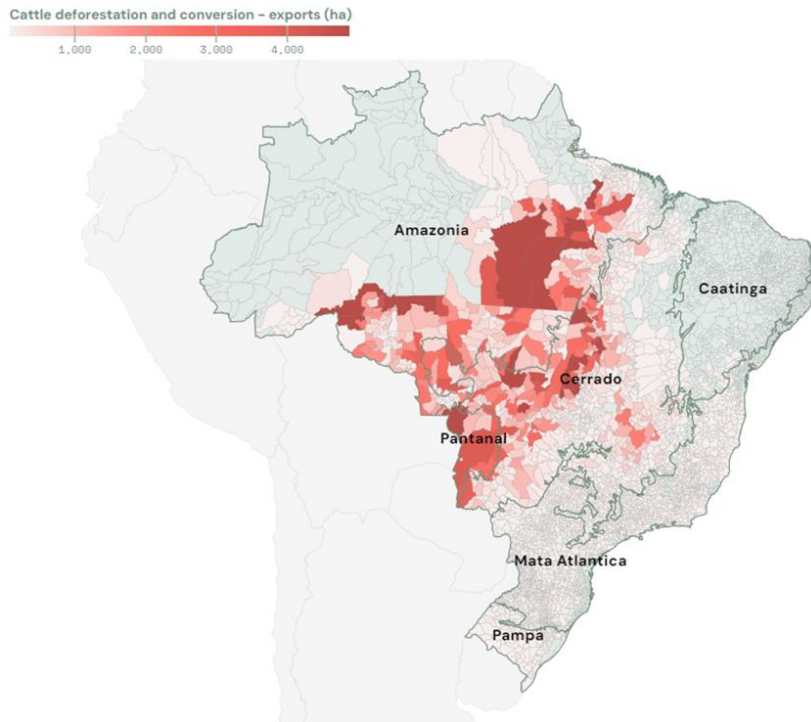 Cattle deforestation and conversion - exports (ha)
1,000 2,000 3,000 4,000
Amazonia
Caatinga
Cerrado
Pantanal
Mata Atlantica
Pampa